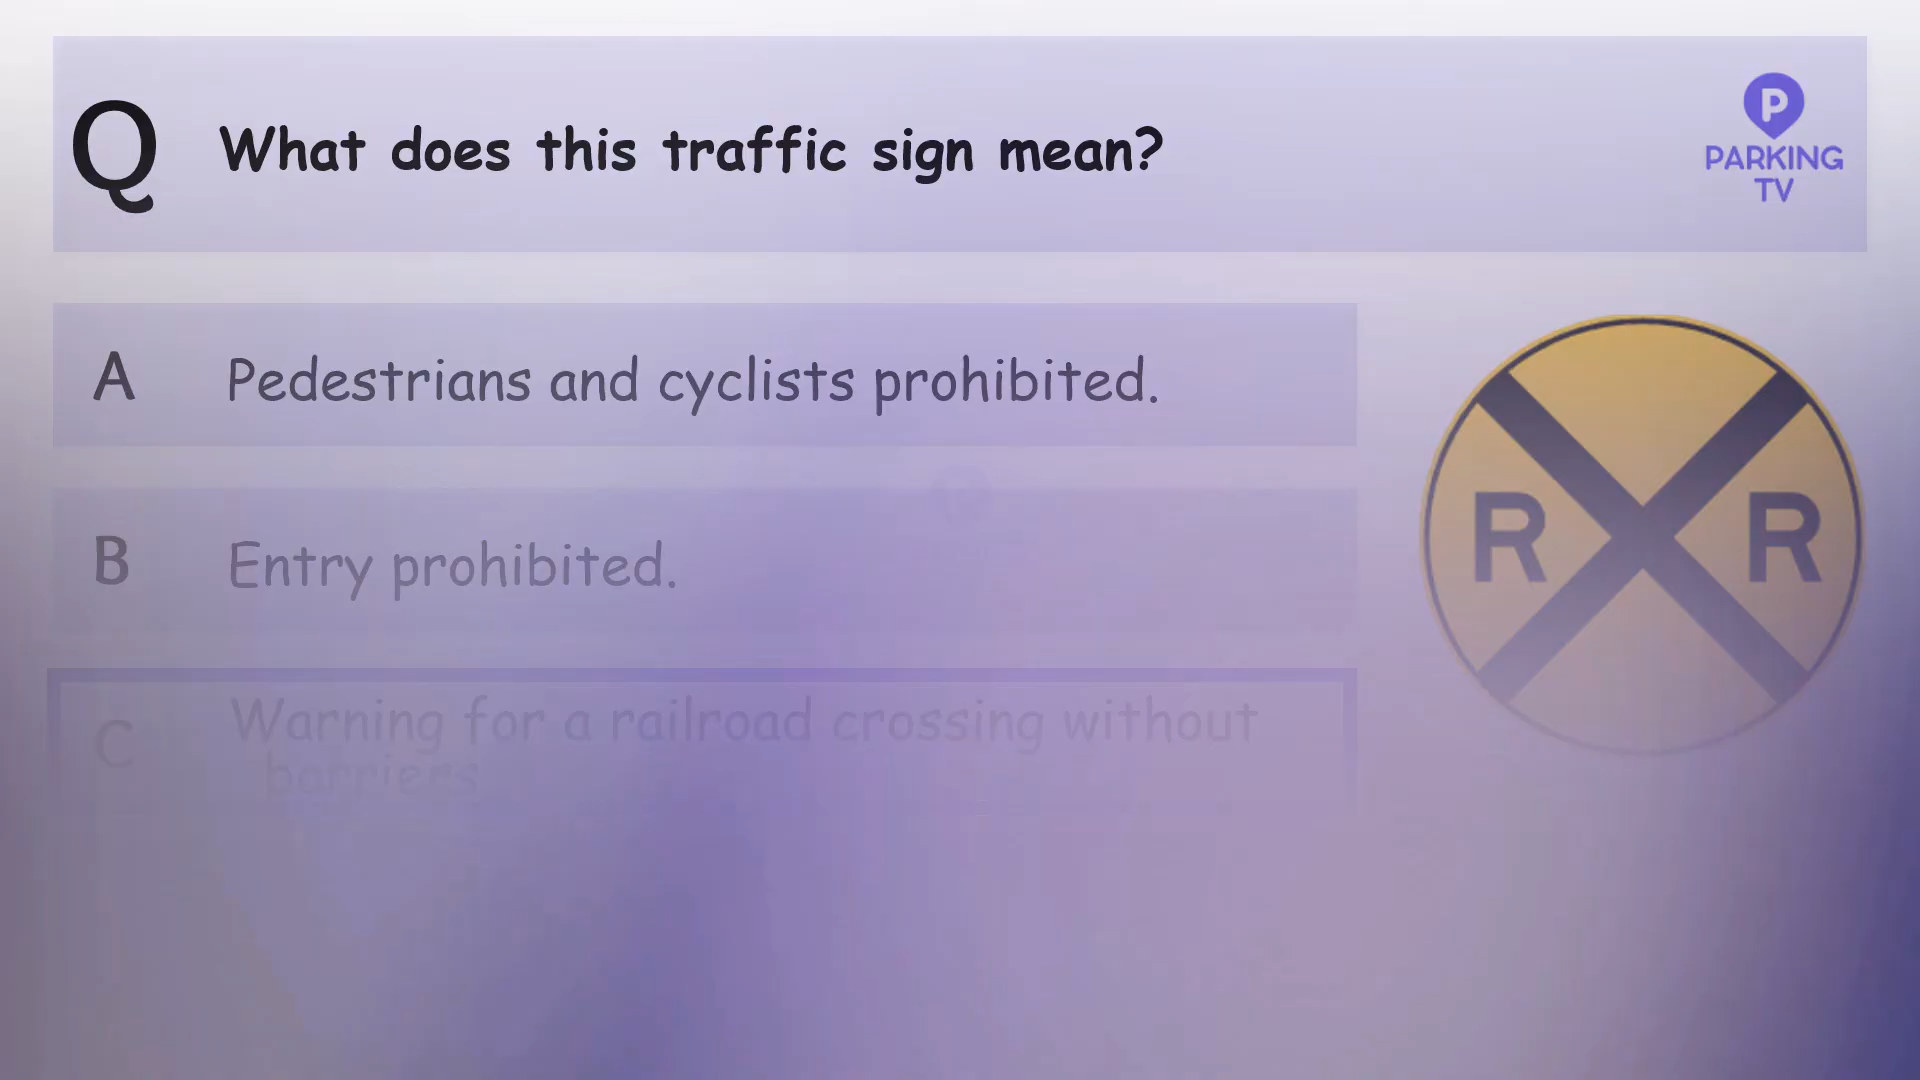 Q What does this traffic sign mean?
P
PARKING
TV
A Pedestrians and cyclists prohibited.
B Entry prohibited.
R R
C Warning for a railroad crossing without
barriers